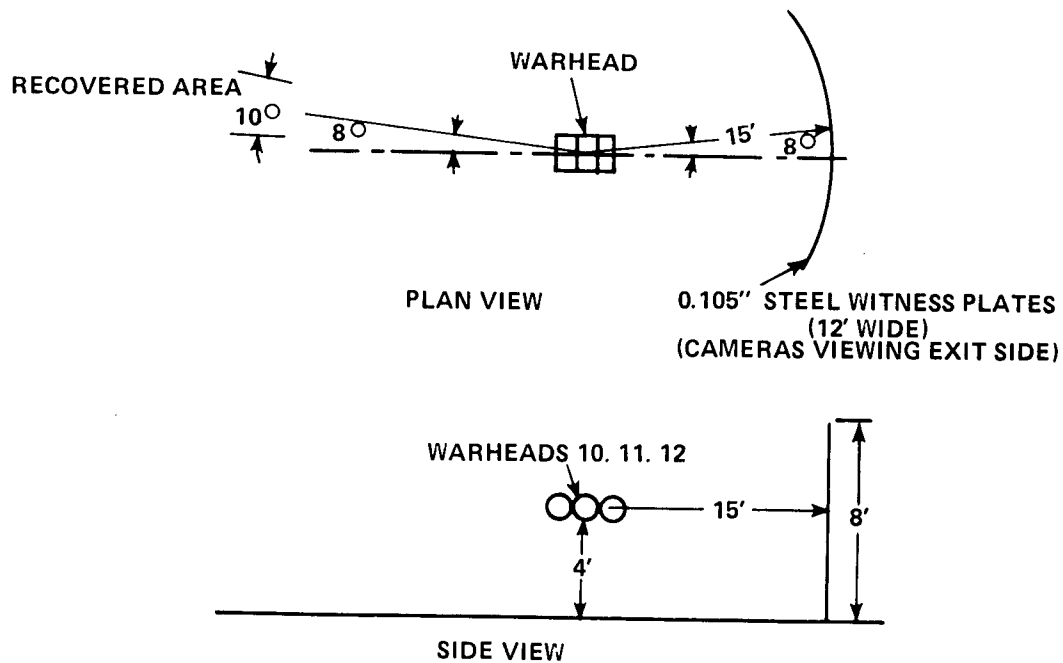 WARHEAD
RECOVERED AREA
10°
8°
15'
8°
PLAN VIEW
0.105" STEEL WITNESS PLATES
(12' WIDE)
(CAMERAS VIEWING EXIT SIDE)
WARHEADS 10. 11. 12
15'
8'
4'
SIDE VIEW